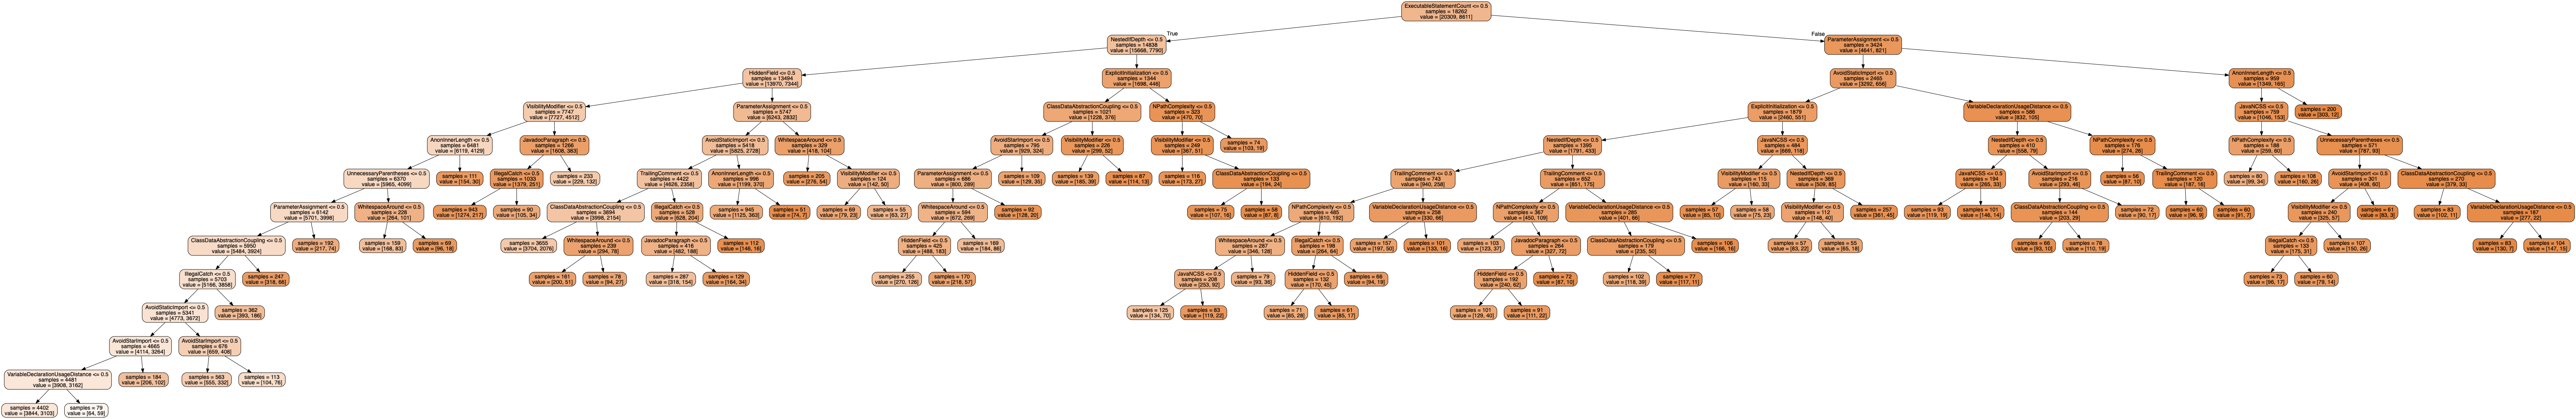 ExecutableStatementCount <= 0.5
samples = 18262
value = [20309, 8611]
True
False
NestedIfDepth <= 0.5
samples = 14838
value = [15668, 7790]
ParameterAssignment <= 0.5
samples = 3424
value = [4641, 821]
HiddenField <= 0.5
samples = 13494
value = [13970, 7344]
ExplicitInitialization <= 0.5
samples = 1344
value = [1698, 446]
AvoidStaticImport <= 0.5
samples = 2465
value = [3292, 656]
AnonInnerLength <= 0.5
samples = 959
value = [1349, 165]
VisibilityModifier <= 0.5
samples = 7747
value = [7727, 4512]
ParameterAssignment <= 0.5
samples = 5747
value = [6243, 2832]
ClassDataAbstractionCoupling <= 0.5
samples = 1021
value = [1228, 376]
NPathComplexity <= 0.5
samples = 323
value = [470, 70]
ExplicitInitialization <= 0.5
samples = 1879
value = [2460, 551]
VariableDeclarationUsageDistance <= 0.5
samples = 586
value = [832, 105]
JavaNCSS <= 0.5
samples = 759
value = [1046, 153]
samples = 200
value = [303, 12]
AnonInnerLength <= 0.5
samples = 6481
value = [6119, 4129]
JavadocParagraph <= 0.5
samples = 1266
value = [1608, 383]
AvoidStaticImport <= 0.5
samples = 5418
value = [5825, 2728]
WhitespaceAround <= 0.5
samples = 329
value = [418, 104]
AvoidStarImport <= 0.5
samples = 795
value = [929, 324]
VisibilityModifier <= 0.5
samples = 226
value = [299, 52]
VisibilityModifier <= 0.5
samples = 249
value = [367, 51]
samples = 74
value = [103, 19]
NestedIfDepth <= 0.5
samples = 1395
value = [1791, 433]
JavaNCSS <= 0.5
samples = 484
value = [669, 118]
NestedIfDepth <= 0.5
samples = 410
value = [558, 79]
NPathComplexity <= 0.5
samples = 176
value = [274, 26]
NPathComplexity <= 0.5
samples = 188
value = [259, 60]
UnnecessaryParentheses <= 0.5
samples = 571
value = [787, 93]
UnnecessaryParentheses <= 0.5
samples = 6370
value = [5965, 4099]
samples = 111
value = [154, 30]
IllegalCatch <= 0.5
samples = 1033
value = [1379, 251]
samples = 233
value = [229, 132]
TrailingComment <= 0.5
samples = 4422
value = [4626, 2358]
AnonInnerLength <= 0.5
samples = 996
value = [1199, 370]
samples = 205
value = [276, 54]
VisibilityModifier <= 0.5
samples = 124
value = [142, 50]
ParameterAssignment <= 0.5
samples = 686
value = [800, 289]
samples = 109
value = [129, 35]
samples = 139
value = [185, 39]
samples = 87
value = [114, 13]
samples = 116
value = [173, 27]
ClassDataAbstractionCoupling <= 0.5
samples = 133
value = [194, 24]
TrailingComment <= 0.5
samples = 743
value = [940, 258]
TrailingComment <= 0.5
samples = 652
value = [851, 175]
VisibilityModifier <= 0.5
samples = 115
value = [160, 33]
NestedIfDepth <= 0.5
samples = 369
value = [509, 85]
JavaNCSS <= 0.5
samples = 194
value = [265, 33]
AvoidStarImport <= 0.5
samples = 216
value = [293, 46]
samples = 56
value = [87, 10]
TrailingComment <= 0.5
samples = 120
value = [187, 16]
samples = 80
value = [99, 34]
samples = 108
value = [160, 26]
AvoidStarImport <= 0.5
samples = 301
value = [408, 60]
ClassDataAbstractionCoupling <= 0.5
samples = 270
value = [379, 33]
ParameterAssignment <= 0.5
samples = 6142
value = [5701, 3998]
WhitespaceAround <= 0.5
samples = 228
value = [264, 101]
samples = 943
value = [1274, 217]
samples = 90
value = [105, 34]
ClassDataAbstractionCoupling <= 0.5
samples = 3894
value = [3998, 2154]
IllegalCatch <= 0.5
samples = 528
value = [628, 204]
samples = 945
value = [1125, 363]
samples = 51
value = [74, 7]
samples = 69
value = [79, 23]
samples = 55
value = [63, 27]
WhitespaceAround <= 0.5
samples = 594
value = [672, 269]
samples = 92
value = [128, 20]
samples = 75
value = [107, 16]
samples = 58
value = [87, 8]
NPathComplexity <= 0.5
samples = 485
value = [610, 192]
VariableDeclarationUsageDistance <= 0.5
samples = 258
value = [330, 66]
NPathComplexity <= 0.5
samples = 367
value = [450, 109]
VariableDeclarationUsageDistance <= 0.5
samples = 285
value = [401, 66]
samples = 57
value = [85, 10]
samples = 58
value = [75, 23]
VisibilityModifier <= 0.5
samples = 112
value = [148, 40]
samples = 257
value = [361, 45]
samples = 93
value = [119, 19]
samples = 101
value = [146, 14]
ClassDataAbstractionCoupling <= 0.5
samples = 144
value = [203, 29]
samples = 72
value = [90, 17]
samples = 60
value = [96, 9]
samples = 60
value = [91, 7]
VisibilityModifier <= 0.5
samples = 240
value = [325, 57]
samples = 61
value = [83, 3]
samples = 83
value = [102, 11]
VariableDeclarationUsageDistance <= 0.5
samples = 187
value = [277, 22]
ClassDataAbstractionCoupling <= 0.5
samples = 5950
value = [5484, 3924]
samples = 192
value = [217, 74]
samples = 159
value = [168, 83]
samples = 69
value = [96, 18]
samples = 3655
value = [3704, 2076]
WhitespaceAround <= 0.5
samples = 239
value = [294, 78]
JavadocParagraph <= 0.5
samples = 416
value = [482, 188]
samples = 112
value = [146, 16]
HiddenField <= 0.5
samples = 425
value = [488, 183]
samples = 169
value = [184, 86]
WhitespaceAround <= 0.5
samples = 287
value = [346, 128]
IllegalCatch <= 0.5
samples = 198
value = [264, 64]
samples = 157
value = [197, 50]
samples = 101
value = [133, 16]
samples = 103
value = [123, 37]
JavadocParagraph <= 0.5
samples = 264
value = [327, 72]
ClassDataAbstractionCoupling <= 0.5
samples = 179
value = [235, 50]
samples = 106
value = [166, 16]
samples = 57
value = [83, 22]
samples = 55
value = [65, 18]
samples = 66
value = [93, 10]
samples = 78
value = [110, 19]
IllegalCatch <= 0.5
samples = 133
value = [175, 31]
samples = 107
value = [150, 26]
samples = 83
value = [130, 7]
samples = 104
value = [147, 15]
IllegalCatch <= 0.5
samples = 5703
value = [5166, 3858]
samples = 247
value = [318, 66]
samples = 161
value = [200, 51]
samples = 78
value = [94, 27]
samples = 287
value = [318, 154]
samples = 129
value = [164, 34]
samples = 255
value = [270, 126]
samples = 170
value = [218, 57]
JavaNCSS <= 0.5
samples = 208
value = [253, 92]
samples = 79
value = [93, 36]
HiddenField <= 0.5
samples = 132
value = [170, 45]
samples = 66
value = [94, 19]
HiddenField <= 0.5
samples = 192
value = [240, 62]
samples = 72
value = [87, 10]
samples = 102
value = [118, 39]
samples = 77
value = [117, 11]
samples = 73
value = [96, 17]
samples = 60
value = [79, 14]
AvoidStaticImport <= 0.5
samples = 5341
value = [4773, 3672]
samples = 362
value = [393, 186]
samples = 125
value = [134, 70]
samples = 83
value = [119, 22]
samples = 71
value = [85, 28]
samples = 61
value = [85, 17]
samples = 101
value = [129, 40]
samples = 91
value = [111, 22]
AvoidStarImport <= 0.5
samples = 4665
value = [4114, 3264]
AvoidStarImport <= 0.5
samples = 676
value = [659, 408]
VariableDeclarationUsageDistance <= 0.5
samples = 4481
value = [3908, 3162]
samples = 184
value = [206, 102]
samples = 563
value = [555, 332]
samples = 113
value = [104, 76]
samples = 4402
value = [3844, 3103]
samples = 79
value = [64, 59]